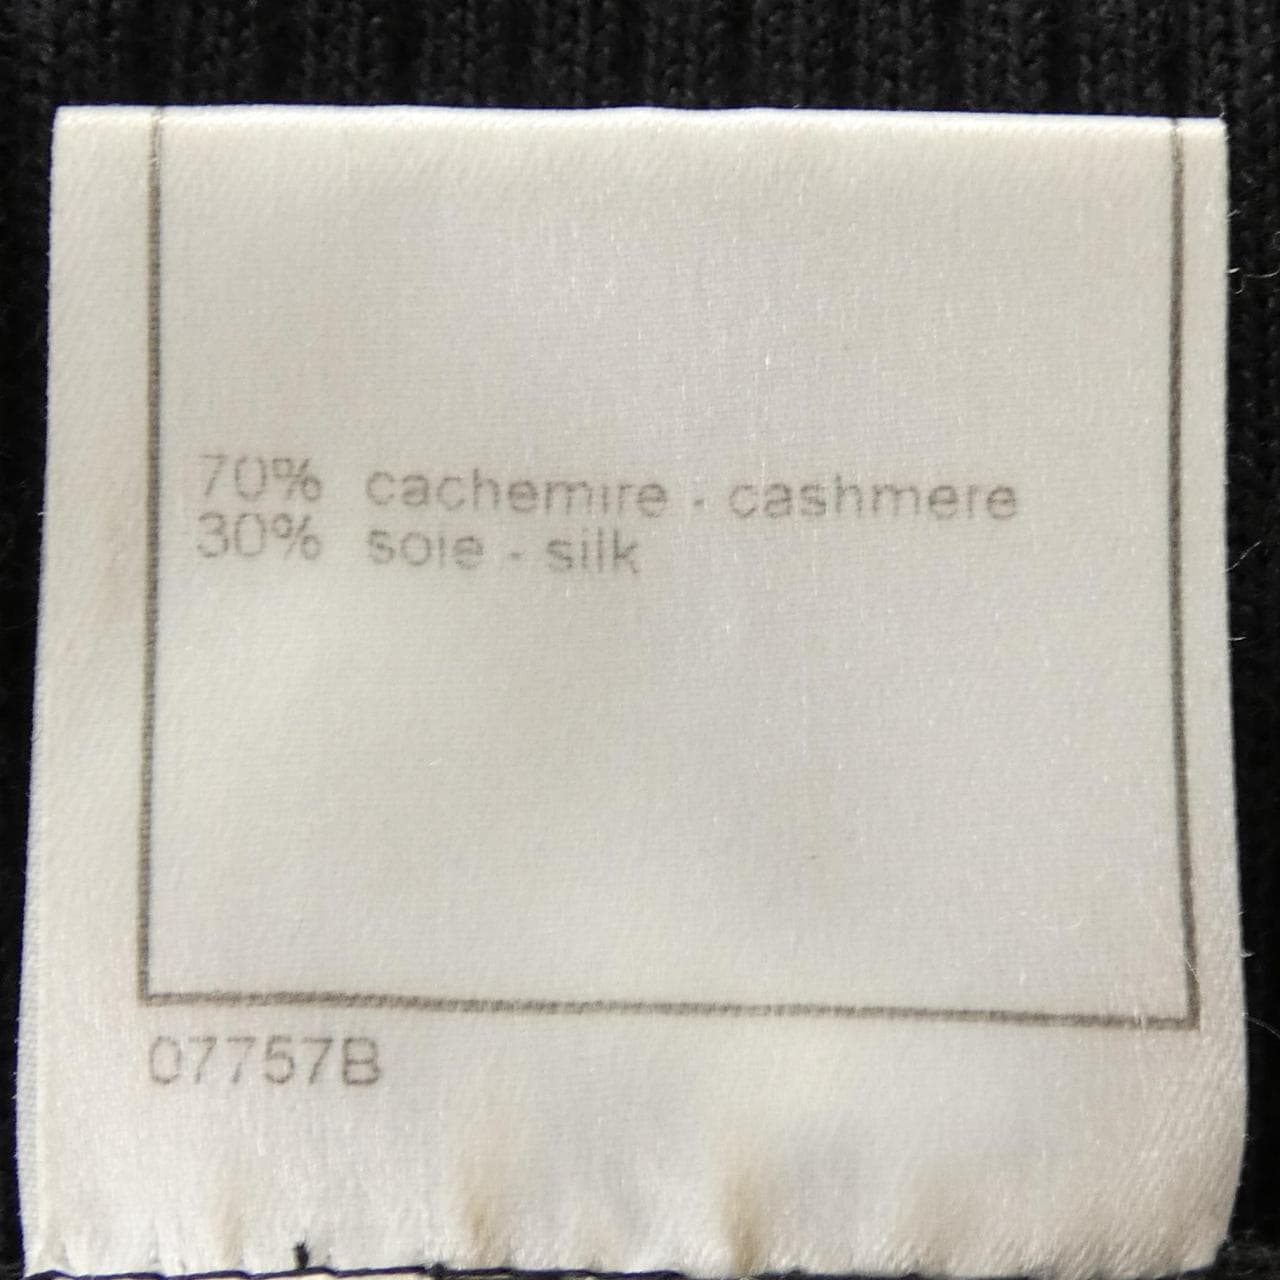 70% cachemire - cashmere
30% soie - silk
07757B